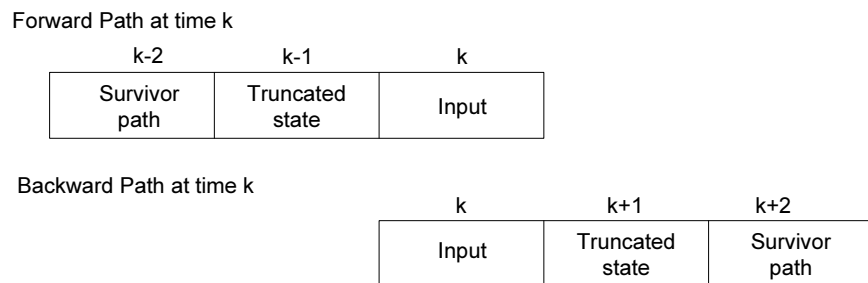 Forward Path at time k
k-2 k-1 k
Survivor path Truncated state Input
Backward Path at time k
k k+1 k+2
Input Truncated state Survivor path